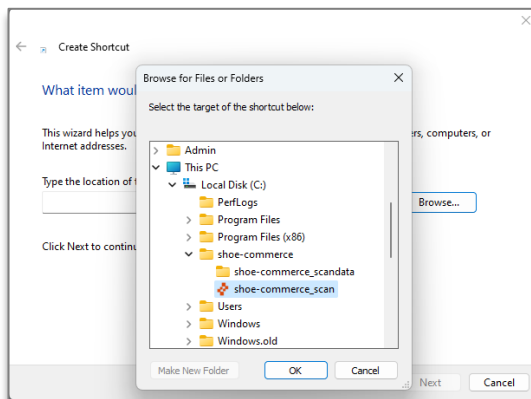 Create Shortcut
What item woul
This wizard helps you
ers, computers, or
Internet addresses.
Type the location of t
Browse...
Click Next to continu
Browse for Files or Folders
Select the target of the shortcut below:
Admin
This PC
Local Disk (C:)
PerfLogs
Program Files
Program Files (x86)
shoe-commerce
shoe-commerce_scandata
shoe-commerce_scan
Users
Windows
Windows.old
Make New Folder
OK
Cancel
Next
Cancel